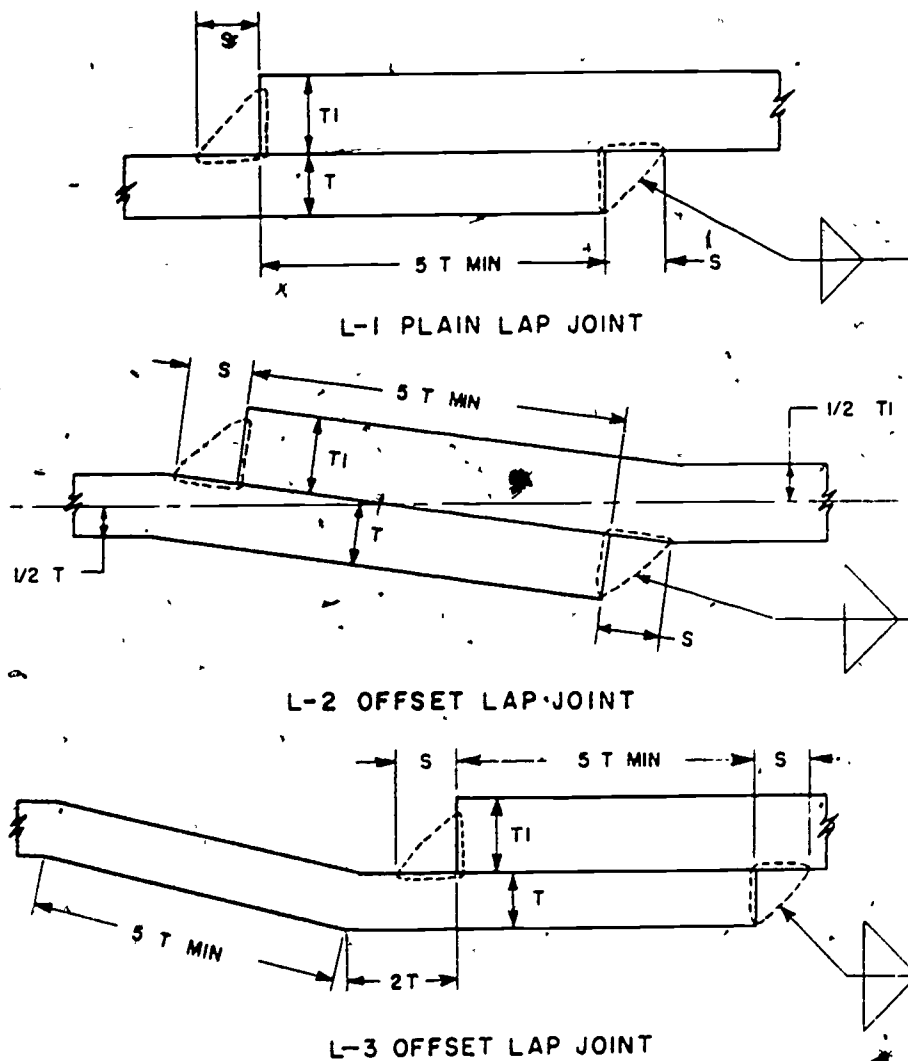 S
T1
T
5 T MIN
S
L-1 PLAIN LAP JOINT
S
5 T MIN
1/2 T1
T1
T
1/2 T
S
L-2 OFFSET LAP JOINT
S
5 T MIN
S
T1
T
5 T MIN
2T
L-3 OFFSET LAP JOINT